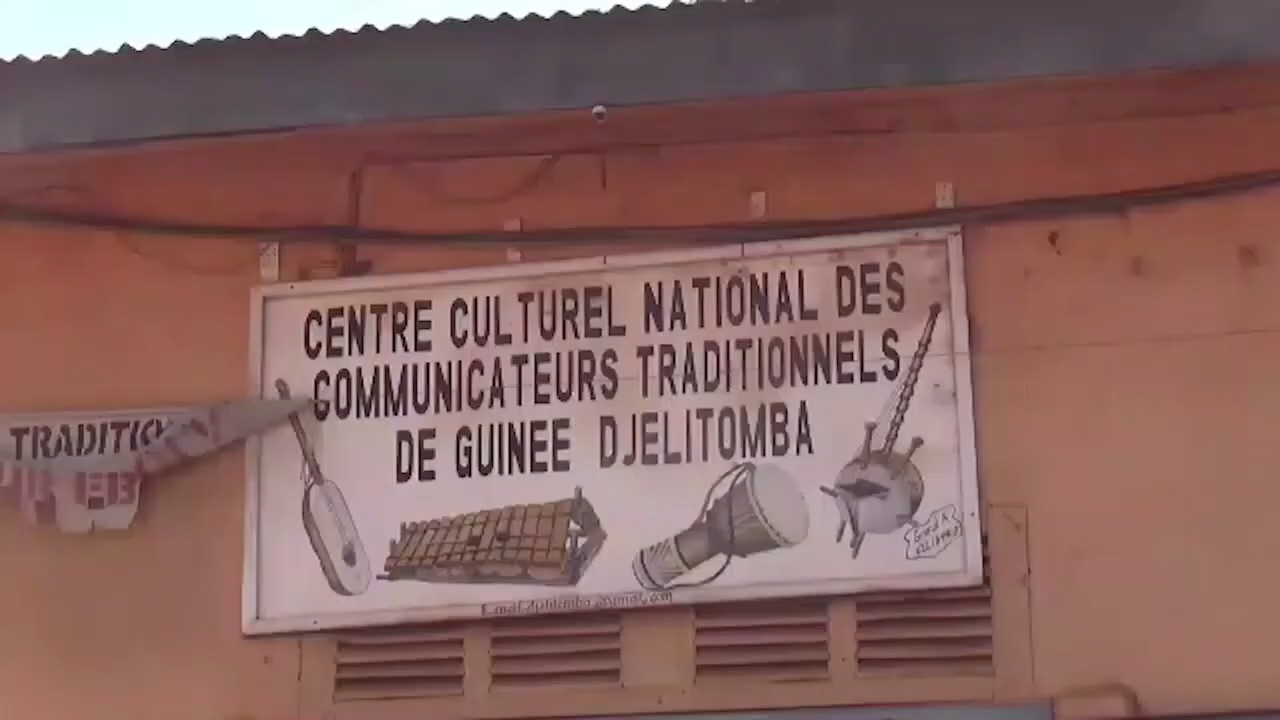 CENTRE CULTUREL NATIONAL DES
COMMUNICATEURS TRADITIONNELS
DE GUINEE DJELITOMBA
TRADITIO